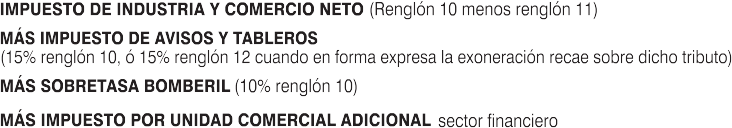 IMPUESTO DE INDUSTRIA Y COMERCIO NETO (Renglón 10 menos renglón 11)
MÁS IMPUESTO DE AVISOS Y TABLEROS
(15% renglón 10, ó 15% renglón 12 cuando en forma expresa la exoneración recae sobre dicho tributo)
MÁS SOBRETASA BOMBERIL (10% renglón 10)
MÁS IMPUESTO POR UNIDAD COMERCIAL ADICIONAL sector financiero